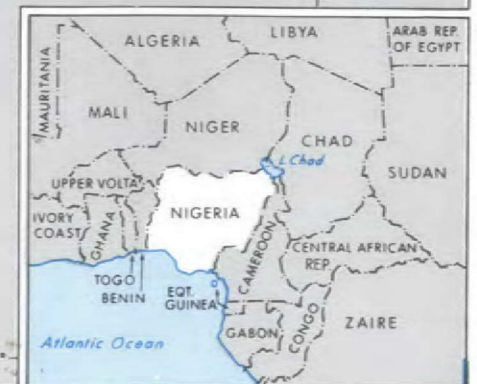 ALGERIA
LIBYA
ARAB REP.
OF EGYPT
MAURITANIA
MALI
NIGER
CHAD
L.Chad
SUDAN
UPPER VOLTA
NIGERIA
IVORY
COAST
GHANA
CAMEROON
CENTRAL AFRICAN
REP.
TOGO
BENIN
EQT.
GUINEA
GABON
CONGO
ZAIRE
Atlantic Ocean